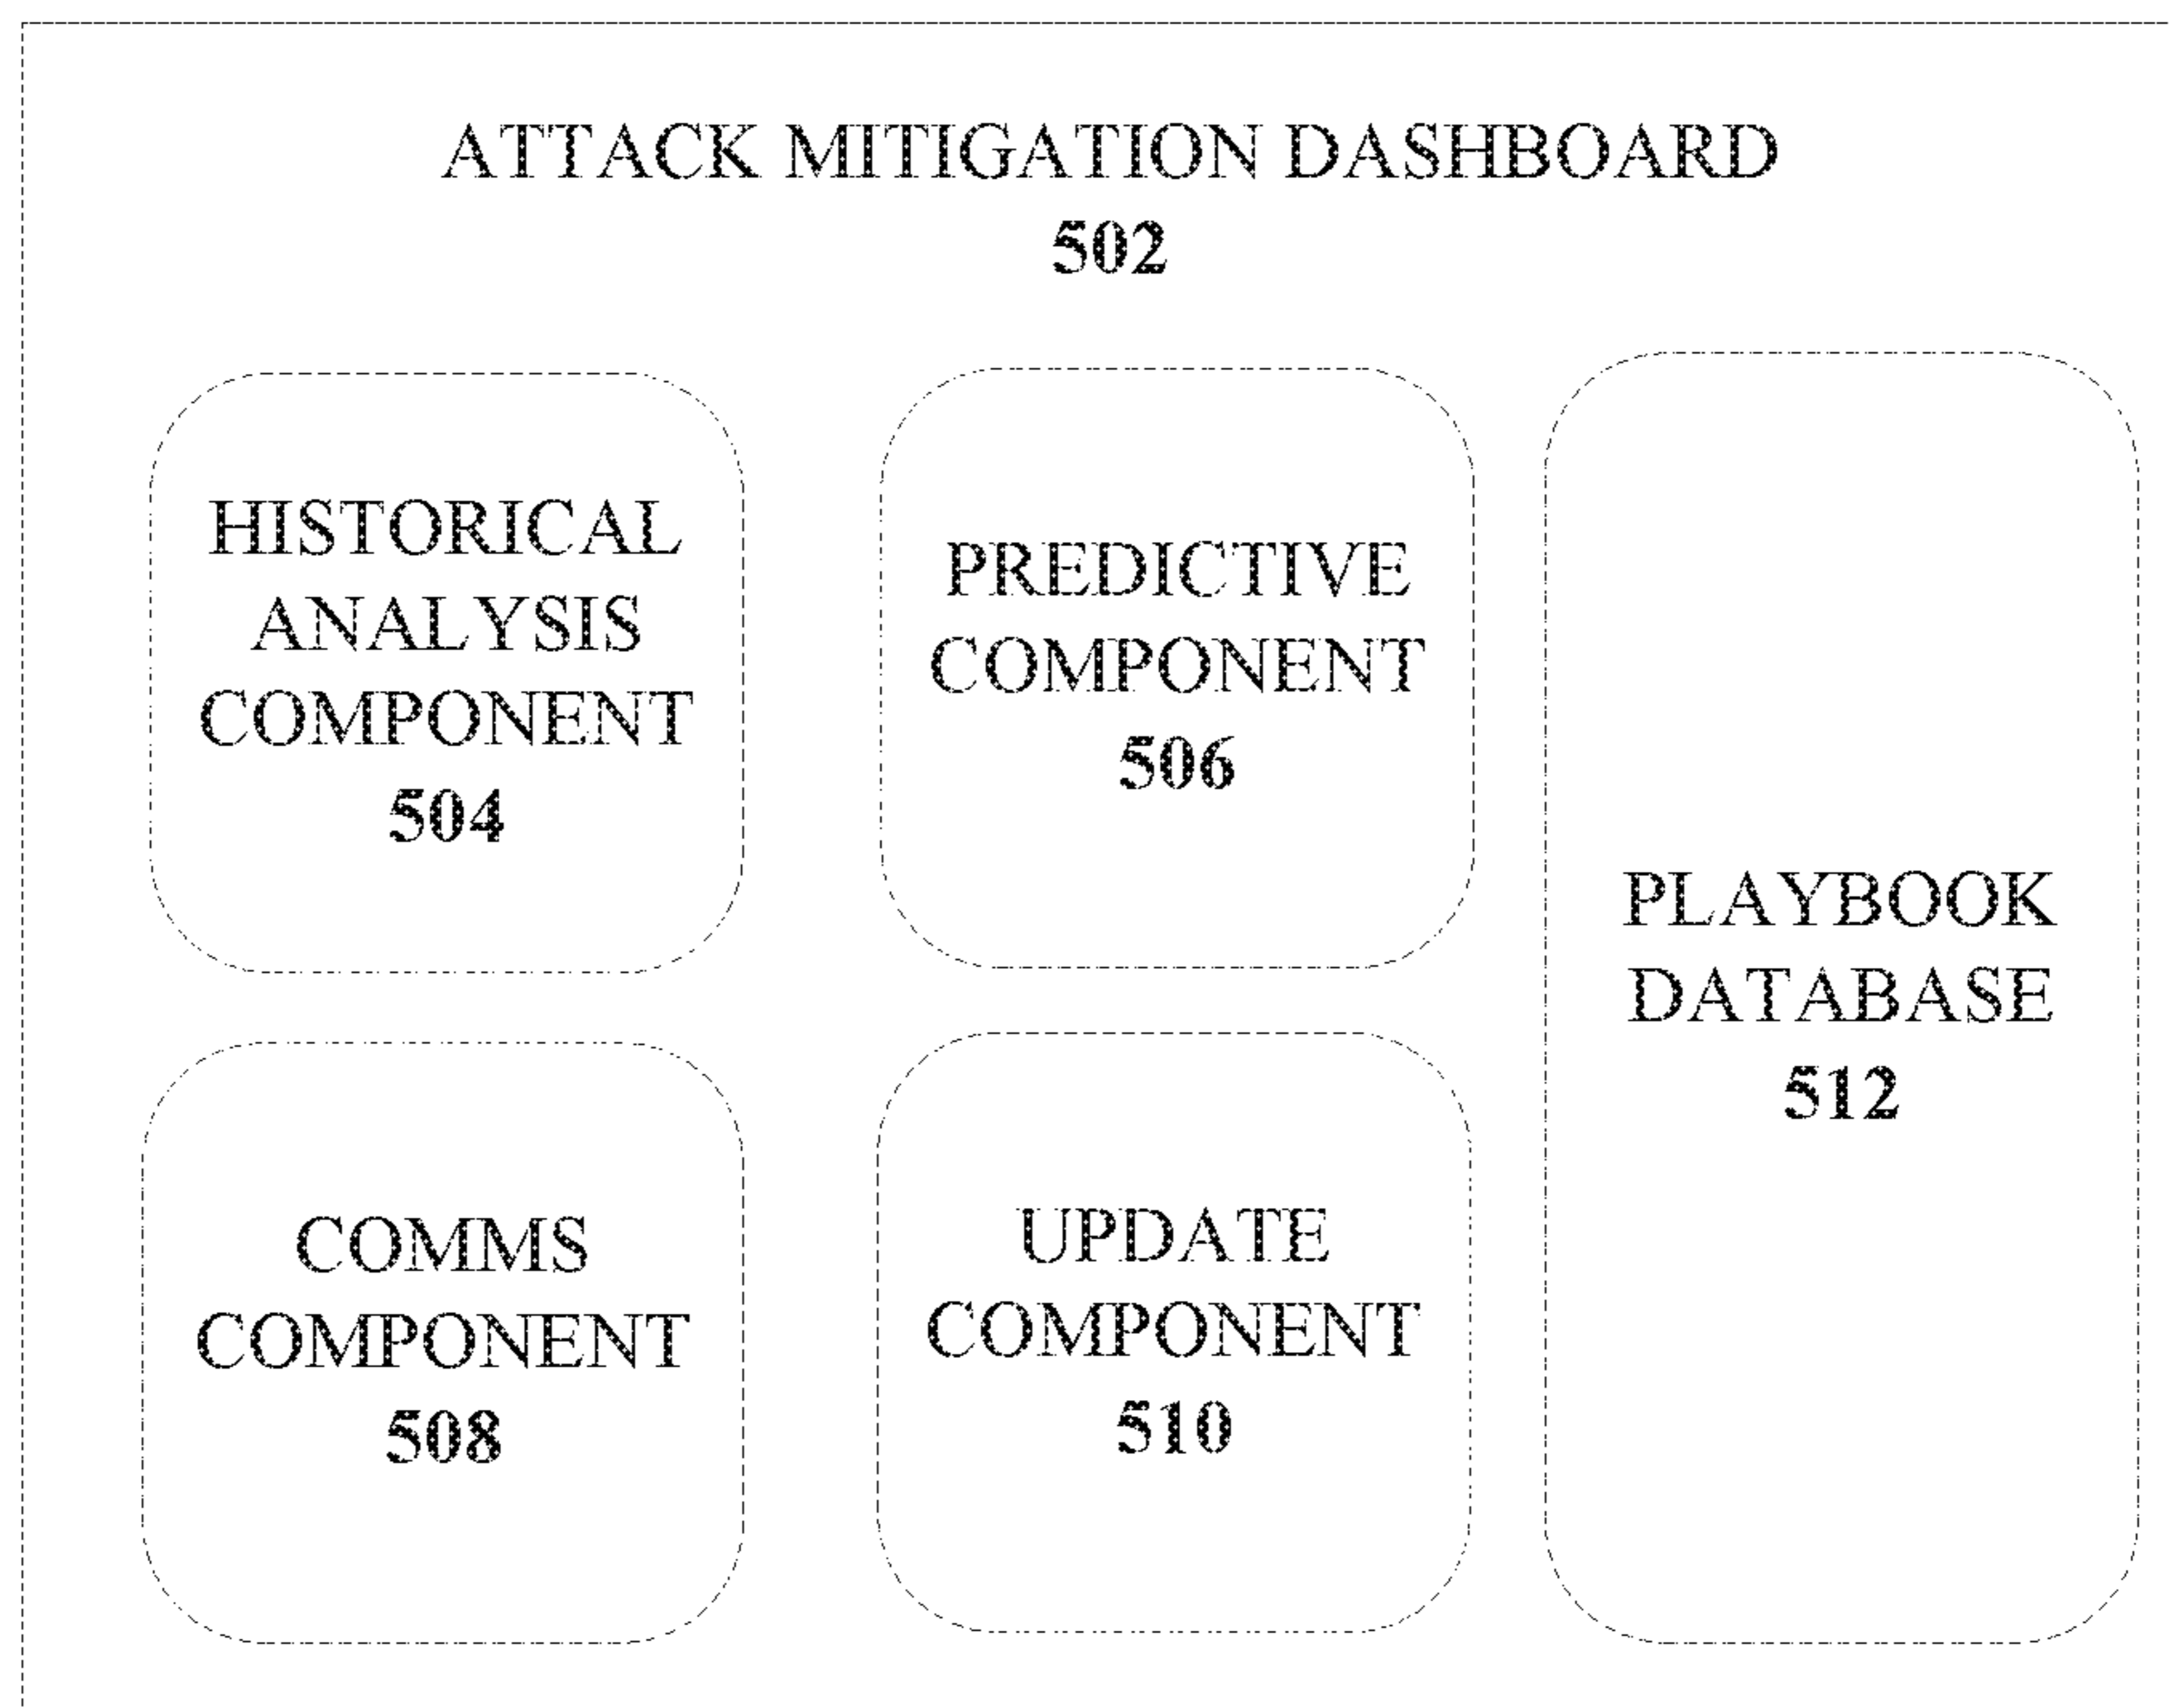 ATTACK MITIGATION DASHBOARD
502
HISTORICAL
ANALYSIS
COMPONENT
504
PREDICTIVE
COMPONENT
506
PLAYBOOK
DATABASE
512
COMMS
COMPONENT
508
UPDATE
COMPONENT
510